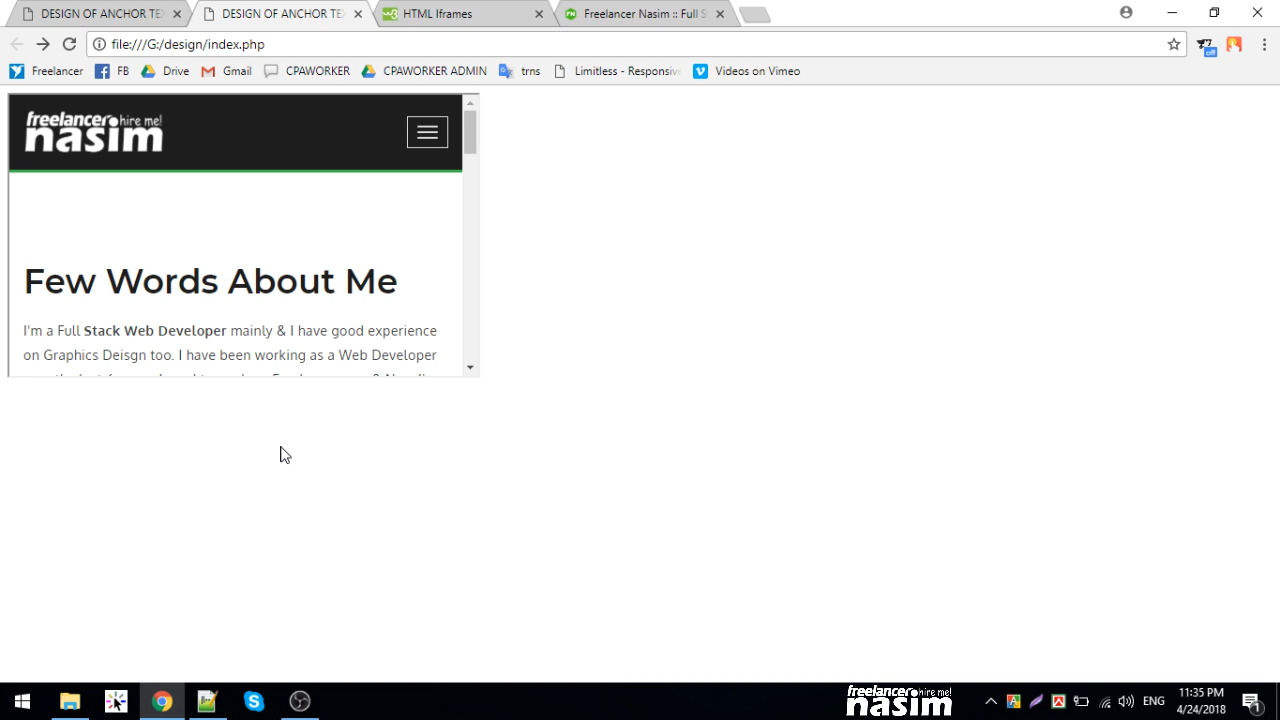 DESIGN OF ANCHOR TE
DESIGN OF ANCHOR TE
HTML Iframes
Freelancer Nasim :: Full S
file:///G:/design/index.php
off
Freelancer
FB
Drive
Gmail
CPAWORKER
CPAWORKER ADMIN
trns
Limitless - Responsiv
Videos on Vimeo
freelancer hire me!
nasim
Few Words About Me
I'm a Full Stack Web Developer mainly & I have good experience
on Graphics Deisgn too. I have been working as a Web Developer
freelancer hire me!
nasim
ENG
11:35 PM
4/24/2018
1